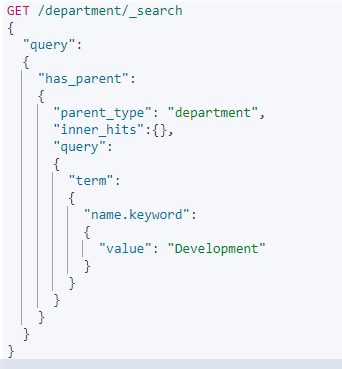 GET /department/_search
{
  "query":
  {
    "has_parent":
    {
      "parent_type": "department",
      "inner_hits":{},
      "query":
      {
        "term":
        {
          "name.keyword":
          {
            "value": "Development"
          }
        }
      }
    }
  }
}